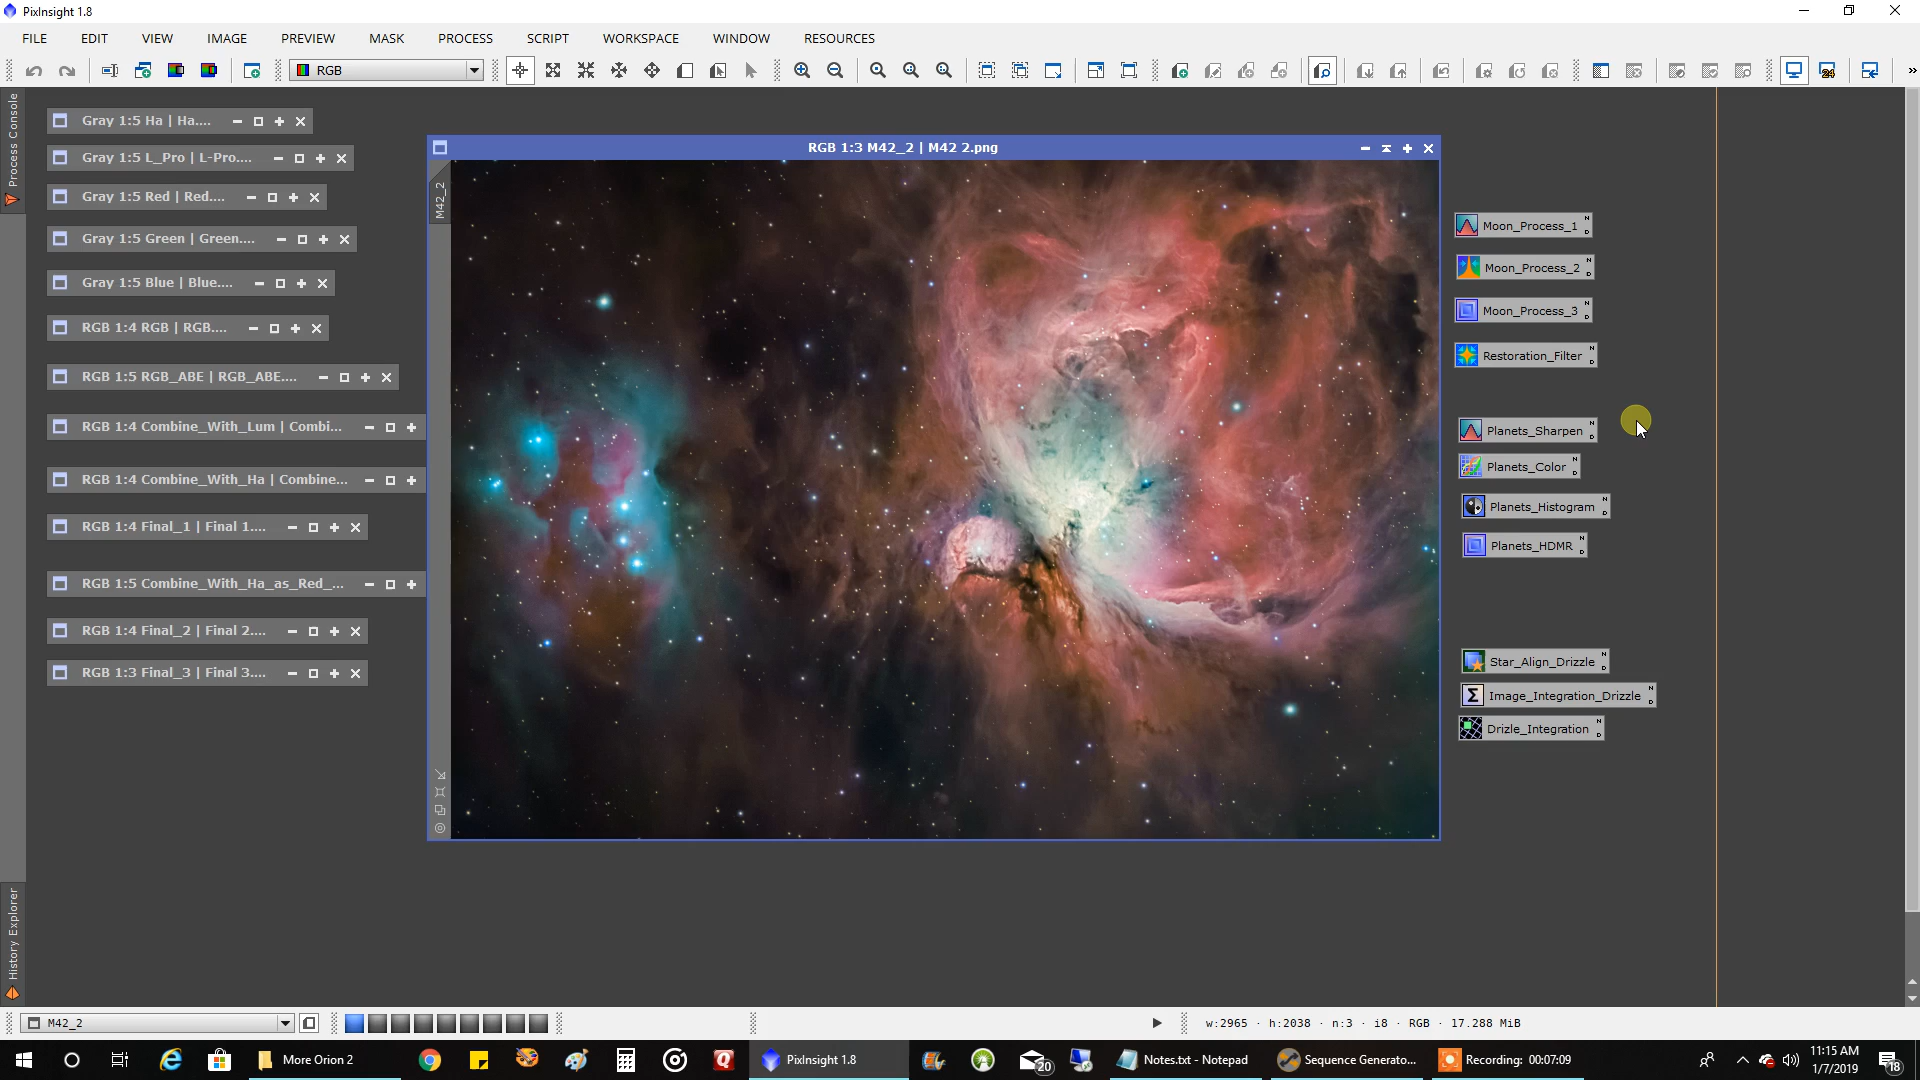 PixInsight 1.8
FILE EDIT VIEW IMAGE PREVIEW MASK PROCESS SCRIPT WORKSPACE WINDOW RESOURCES
RGB
24
Process Console
Gray 1:5 Ha | Ha....
Gray 1:5 L_Pro | L-Pro....
Gray 1:5 Red | Red....
Gray 1:5 Green | Green....
Gray 1:5 Blue | Blue....
RGB 1:4 RGB | RGB....
RGB 1:5 RGB_ABE | RGB_ABE....
RGB 1:4 Combine_With_Lum | Combi...
RGB 1:4 Combine_With_Ha | Combine...
RGB 1:4 Final_1 | Final 1....
RGB 1:5 Combine_With_Ha_as_Red_...
RGB 1:4 Final_2 | Final 2....
RGB 1:3 Final_3 | Final 3....
RGB 1:3 M42_2 | M42 2.png
M42_2
Moon_Process_1 N D
Moon_Process_2 N D
Moon_Process_3 N D
Restoration_Filter N D
Planets_Sharpen N D
Planets_Color N D
Planets_Histogram N D
Planets_HDMR N D
Star_Align_Drizzle N D
Image_Integration_Drizzle N D
Drizle_Integration N D
History Explorer
M42_2
w:2965 · h:2038 · n:3 · i8 · RGB · 17.288 MiB
More Orion 2
PixInsight 1.8
20
Notes.txt - Notepad
Sequence Generato...
Recording: 00:07:09
11:15 AM
1/7/2019
18